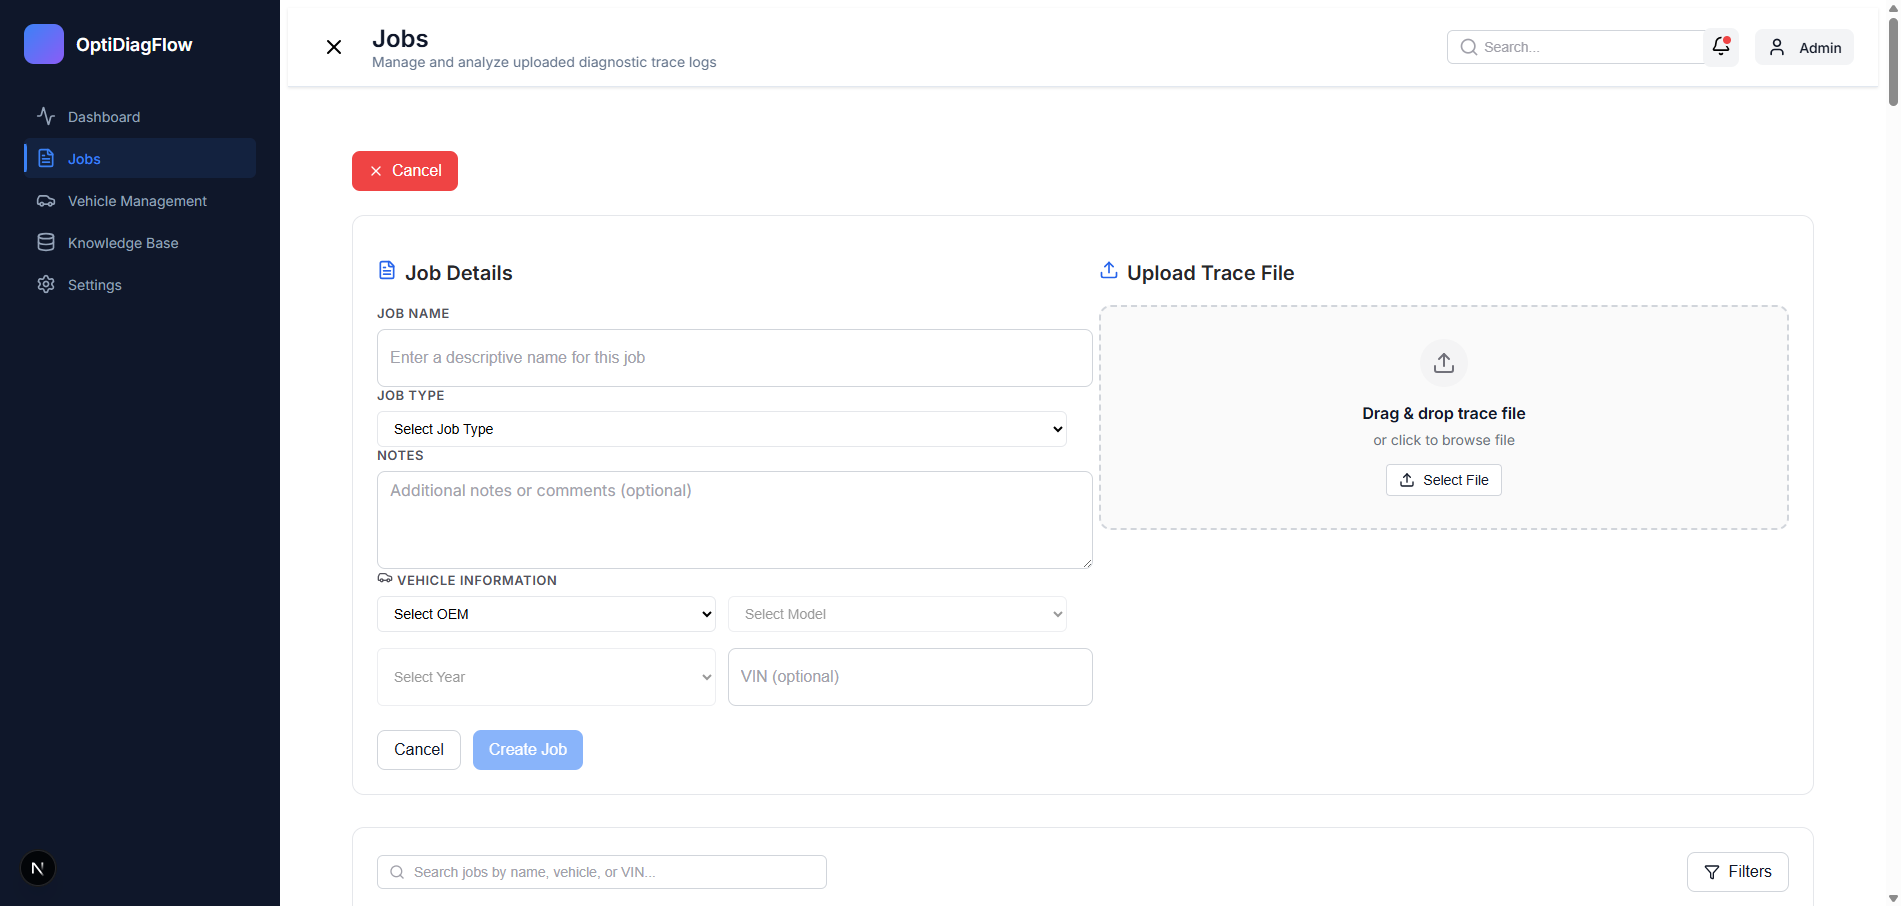 OptiDiagFlow
Dashboard
Jobs
Vehicle Management
Knowledge Base
Settings
N
Jobs
Manage and analyze uploaded diagnostic trace logs
Search...
Admin
Cancel
Job Details
JOB NAME
Enter a descriptive name for this job
JOB TYPE
Select Job Type
NOTES
Additional notes or comments (optional)
VEHICLE INFORMATION
Select OEM
Select Model
Select Year
VIN (optional)
Cancel
Create Job
Upload Trace File
Drag & drop trace file
or click to browse file
Select File
Search jobs by name, vehicle, or VIN...
Filters